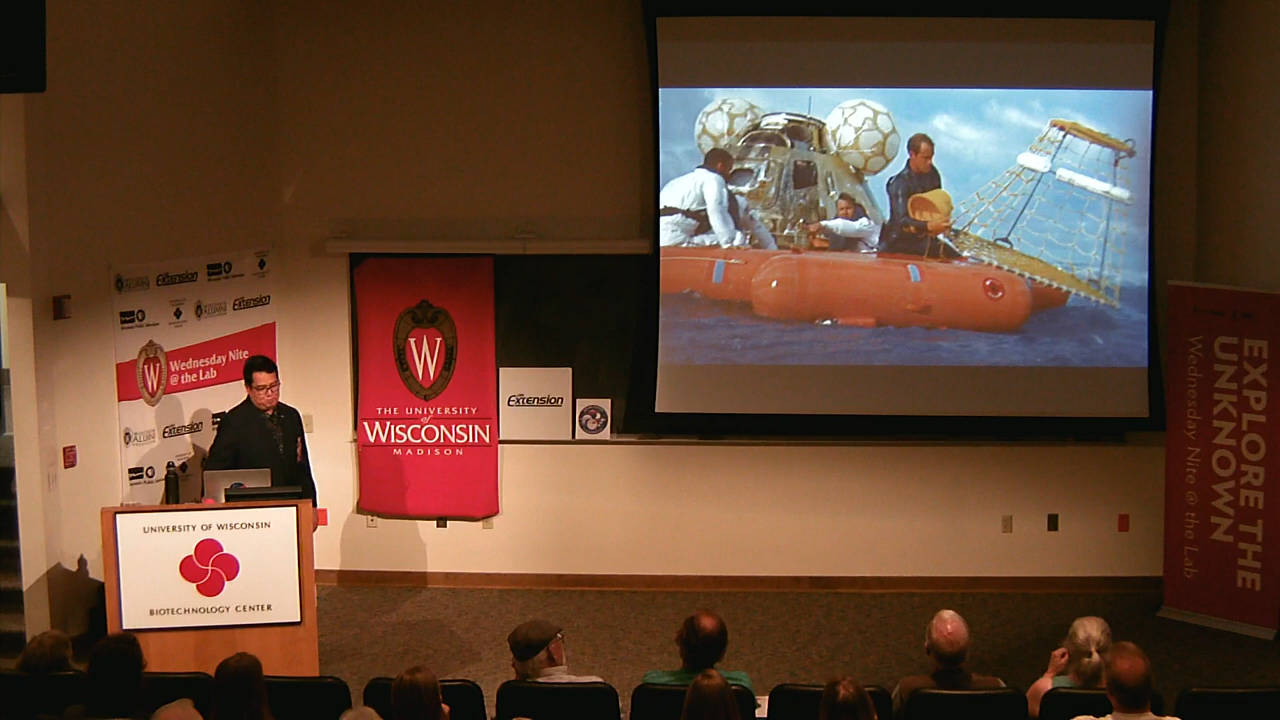 Extension
Extension
Wednesday Nite
@ the Lab
Extension
W
THE UNIVERSITY
of
WISCONSIN
MADISON
Extension
UNIVERSITY OF WISCONSIN
BIOTECHNOLOGY CENTER
EXPLORE THE
UNKNOWN
Wednesday Nite @ the Lab